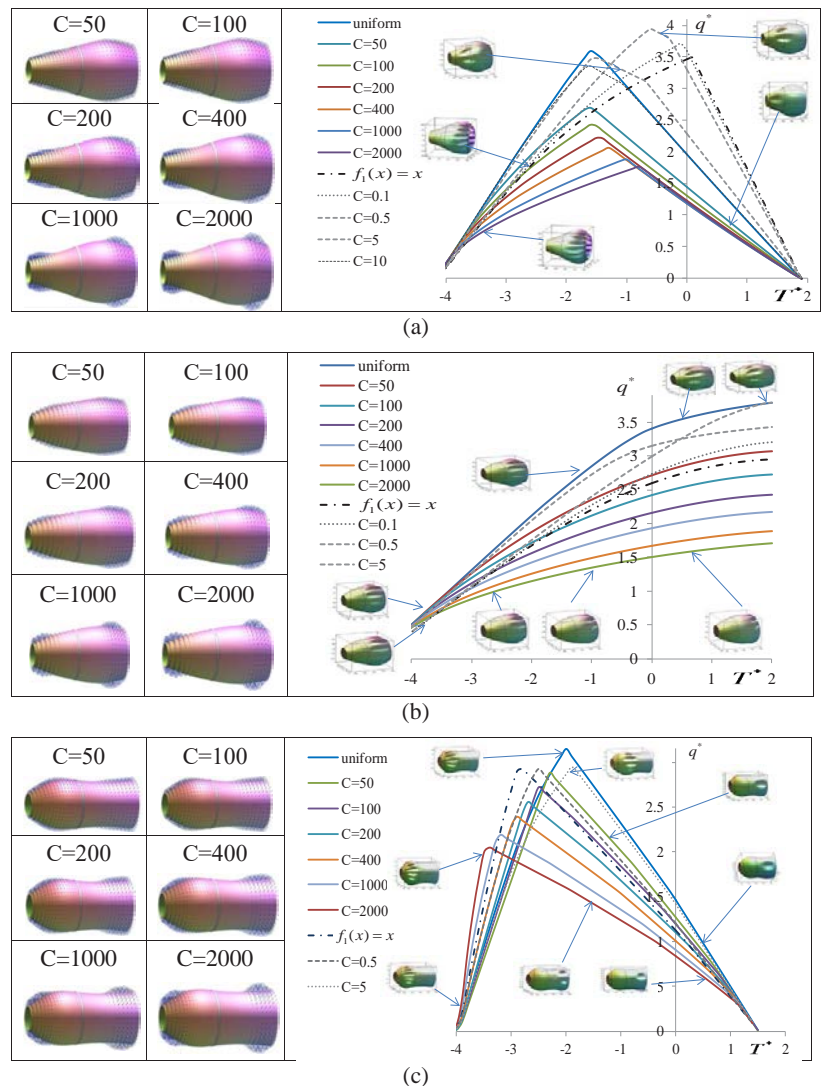 C=50 C=100
C=200 C=400
C=1000 C=2000
uniform
C=50
C=100
C=200
C=400
C=1000
C=2000
f₁(x) = x
C=0.1
C=0.5
C=5
C=10
q*
4
3.5
3
2.5
2
1.5
1
0.5
0
-4 -3 -2 -1 0 1 2
T*
(a)
C=50 C=100
C=200 C=400
C=1000 C=2000
uniform
C=50
C=100
C=200
C=400
C=1000
C=2000
f₁(x) = x
C=0.1
C=0.5
C=5
q*
3.5
3
2.5
2
1.5
1
0.5
0
-4 -3 -2 -1 0 1 2
T*
(b)
C=50 C=100
C=200 C=400
C=1000 C=2000
uniform
C=50
C=100
C=200
C=400
C=1000
C=2000
f₁(x) = x
C=0.5
C=5
q*
2.5
2
1.5
1
5
0
-4 -3 -2 -1 0 1 2
T*
(c)